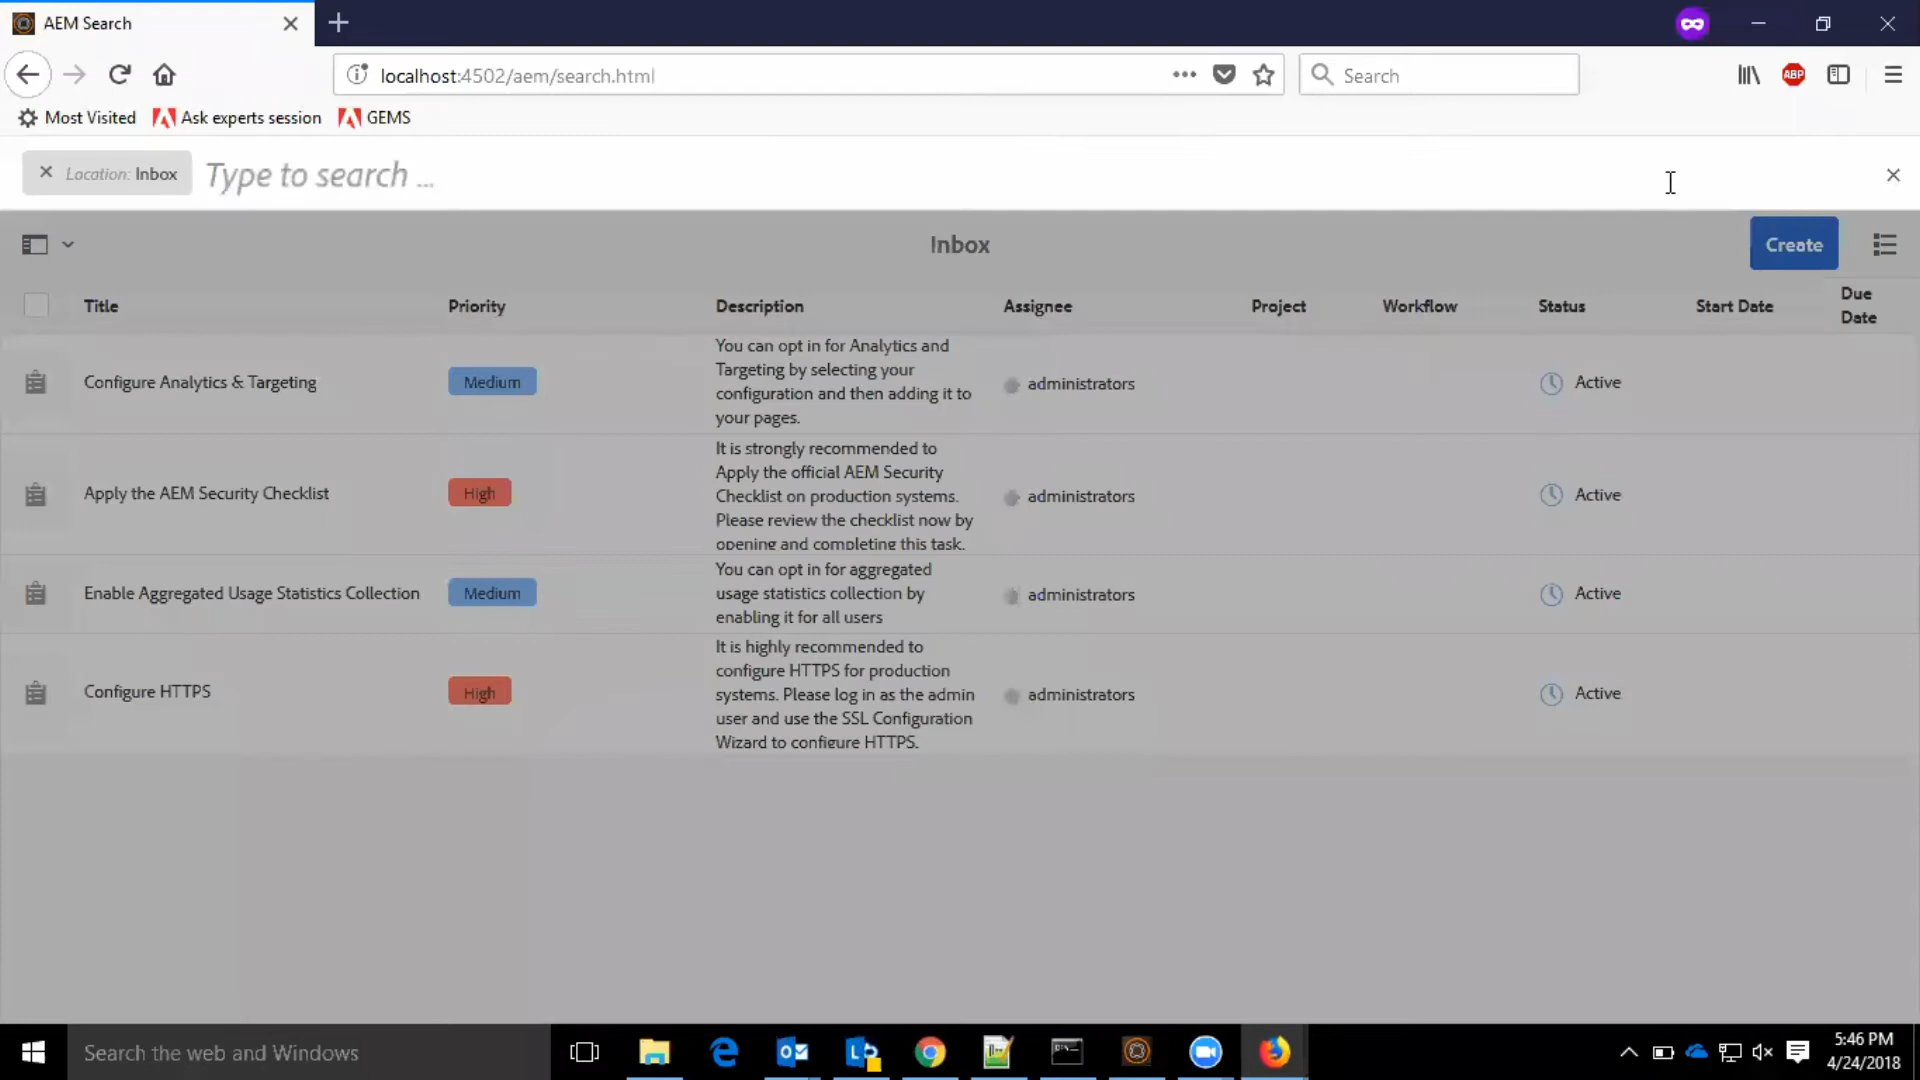 AEM Search
localhost:4502/aem/search.html
Search
ABP
Most Visited
Ask experts session
GEMS
Location: Inbox
Type to search ...
Inbox
Create
Title
Priority
Description
Assignee
Project
Workflow
Status
Start Date
Due
Date
Configure Analytics & Targeting
Medium
You can opt in for Analytics and
Targeting by selecting your
configuration and then adding it to
your pages.
administrators
Active
Apply the AEM Security Checklist
High
It is strongly recommended to
Apply the official AEM Security
Checklist on production systems.
Please review the checklist now by
opening and completing this task.
administrators
Active
Enable Aggregated Usage Statistics Collection
Medium
You can opt in for aggregated
usage statistics collection by
enabling it for all users
administrators
Active
Configure HTTPS
High
It is highly recommended to
configure HTTPS for production
systems. Please log in as the admin
user and use the SSL Configuration
Wizard to configure HTTPS.
administrators
Active
Search the web and Windows
5:46 PM
4/24/2018